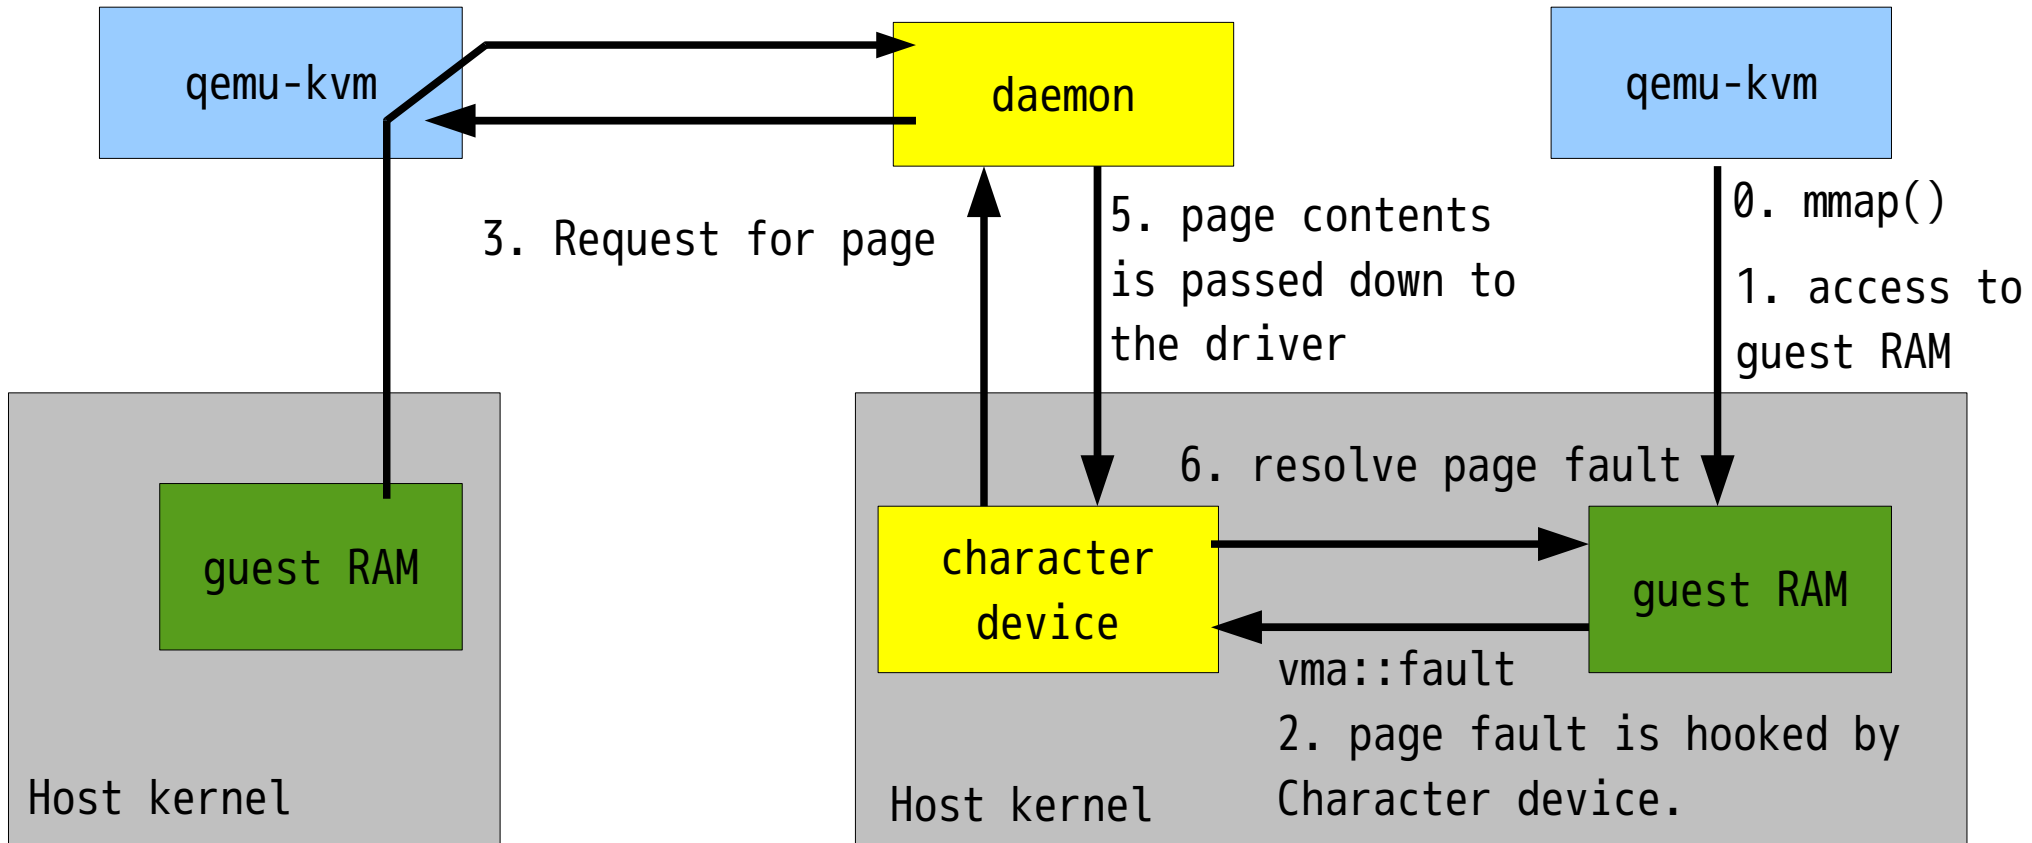 qemu-kvm
daemon
qemu-kvm
3. Request for page
5. page contents
is passed down to
the driver
0. mmap()
1. access to
guest RAM
6. resolve page fault
guest RAM
character
device
guest RAM
vma::fault
2. page fault is hooked by
Character device.
Host kernel
Host kernel